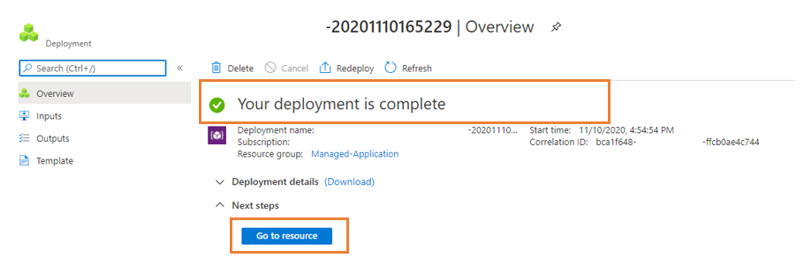 -20201110165229 | Overview
Deployment
Search (Ctrl+/)
«
Delete Cancel Redeploy Refresh
Overview
Inputs
Outputs
Template
Your deployment is complete
Deployment name: -20201110... Start time: 11/10/2020, 4:54:54 PM
Subscription: Correlation ID: bca1f648- -ffcb0ae4c744
Resource group: Managed-Application
Deployment details (Download)
Next steps
Go to resource